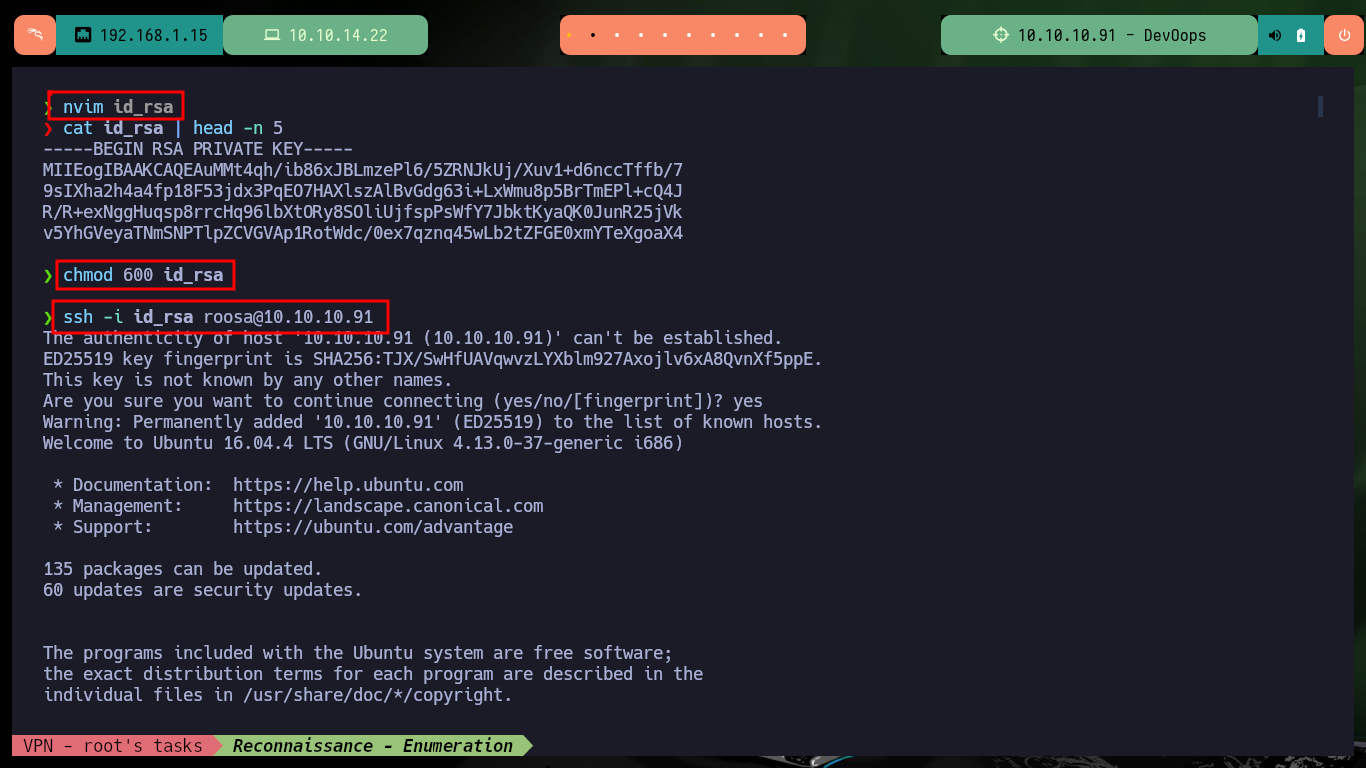 192.168.1.15
10.10.14.22
10.10.10.91 - DevOops
❯ nvim id_rsa
❯ cat id_rsa | head -n 5
-----BEGIN RSA PRIVATE KEY-----
MIIEogIBAAKCAQEAuMMt4qh/ib86xJBLmzePl6/5ZRNJkUj/Xuv1+d6nccTffb/7
9sIXha2h4a4fp18F53jdx3PqEO7HAXlszAlBvGdg63i+LxWmu8p5BrTmEPl+cQ4J
R/R+exNggHuqsp8rrcHq96lbXtORy8SOliUjfspPsWfY7JbktKyaQK0JunR25jVk
v5YhGVeyaTNmSNPTlpZCVGVAp1RotWdc/0ex7qznq45wLb2tZFGE0xmYTeXgoaX4
❯ chmod 600 id_rsa
❯ ssh -i id_rsa roosa@10.10.10.91
The authenticity of host '10.10.10.91 (10.10.10.91)' can't be established.
ED25519 key fingerprint is SHA256:TJX/SwHfUAVqwvzLYXblm927Axojlv6xA8QvnXf5ppE.
This key is not known by any other names.
Are you sure you want to continue connecting (yes/no/[fingerprint])? yes
Warning: Permanently added '10.10.10.91' (ED25519) to the list of known hosts.
Welcome to Ubuntu 16.04.4 LTS (GNU/Linux 4.13.0-37-generic i686)
* Documentation:  https://help.ubuntu.com
* Management:     https://landscape.canonical.com
* Support:        https://ubuntu.com/advantage
135 packages can be updated.
60 updates are security updates.
The programs included with the Ubuntu system are free software;
the exact distribution terms for each program are described in the
individual files in /usr/share/doc/*/copyright.
VPN - root's tasks
Reconnaissance - Enumeration